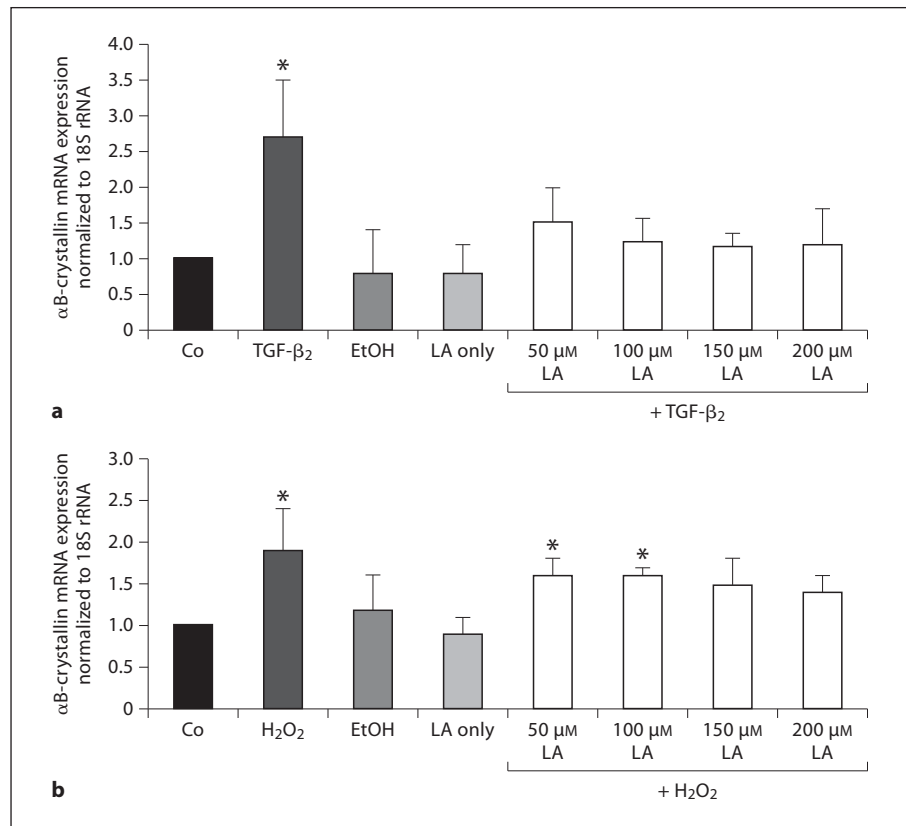 αB-crystallin mRNA expression
normalized to 18S rRNA
4.0
3.5
3.0
2.5
2.0
1.5
1.0
0.5
0
*
Co
TGF-β₂
EtOH
LA only
50 µM
LA
100 µM
LA
150 µM
LA
200 µM
LA
+ TGF-β₂
a
αB-crystallin mRNA expression
normalized to 18S rRNA
3.0
2.5
2.0
1.5
1.0
0.5
0
*
*
*
Co
H₂O₂
EtOH
LA only
50 µM
LA
100 µM
LA
150 µM
LA
200 µM
LA
+ H₂O₂
b